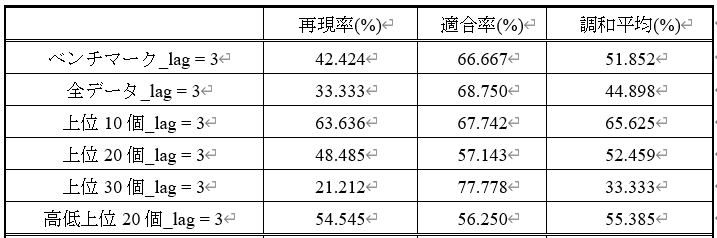 再現率(%) 適合率(%) 調和平均(%)
ベンチマーク_lag = 3 42.424 66.667 51.852
全データ_lag = 3 33.333 68.750 44.898
上位 10 個_lag = 3 63.636 67.742 65.625
上位 20 個_lag = 3 48.485 57.143 52.459
上位 30 個_lag = 3 21.212 77.778 33.333
高低上位 20 個_lag = 3 54.545 56.250 55.385